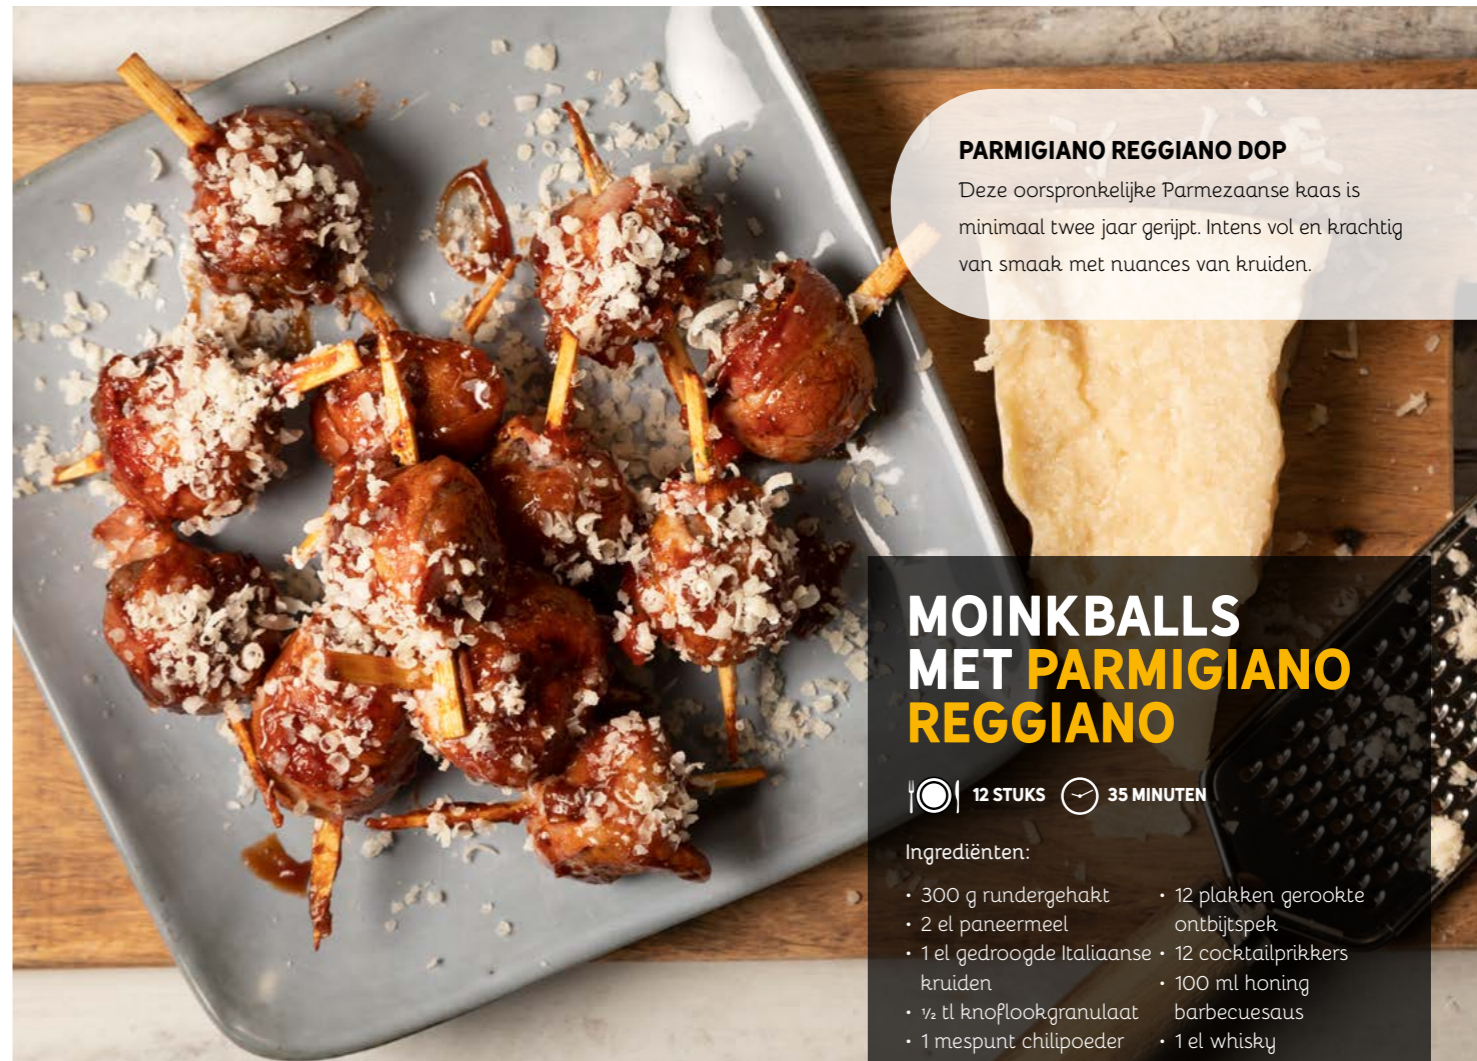 PARMIGIANO REGGIANO DOP
Deze oorspronkelijke Parmezaanse kaas is
minimaal twee jaar gerijpt. Intens vol en krachtig
van smaak met nuances van kruiden.
MOINKBALLS
MET PARMIGIANO
REGGIANO
12 STUKS 35 MINUTEN
Ingrediënten:
• 300 g rundergehakt
• 2 el paneermeel
• 1 el gedroogde Italiaanse
kruiden
• ½ tl knoflookgranulaat
• 1 mespunt chilipoeder
• 12 plakken gerookte
ontbijtspek
• 12 cocktailprikkers
• 100 ml honing
barbecuesaus
• 1 el whisky